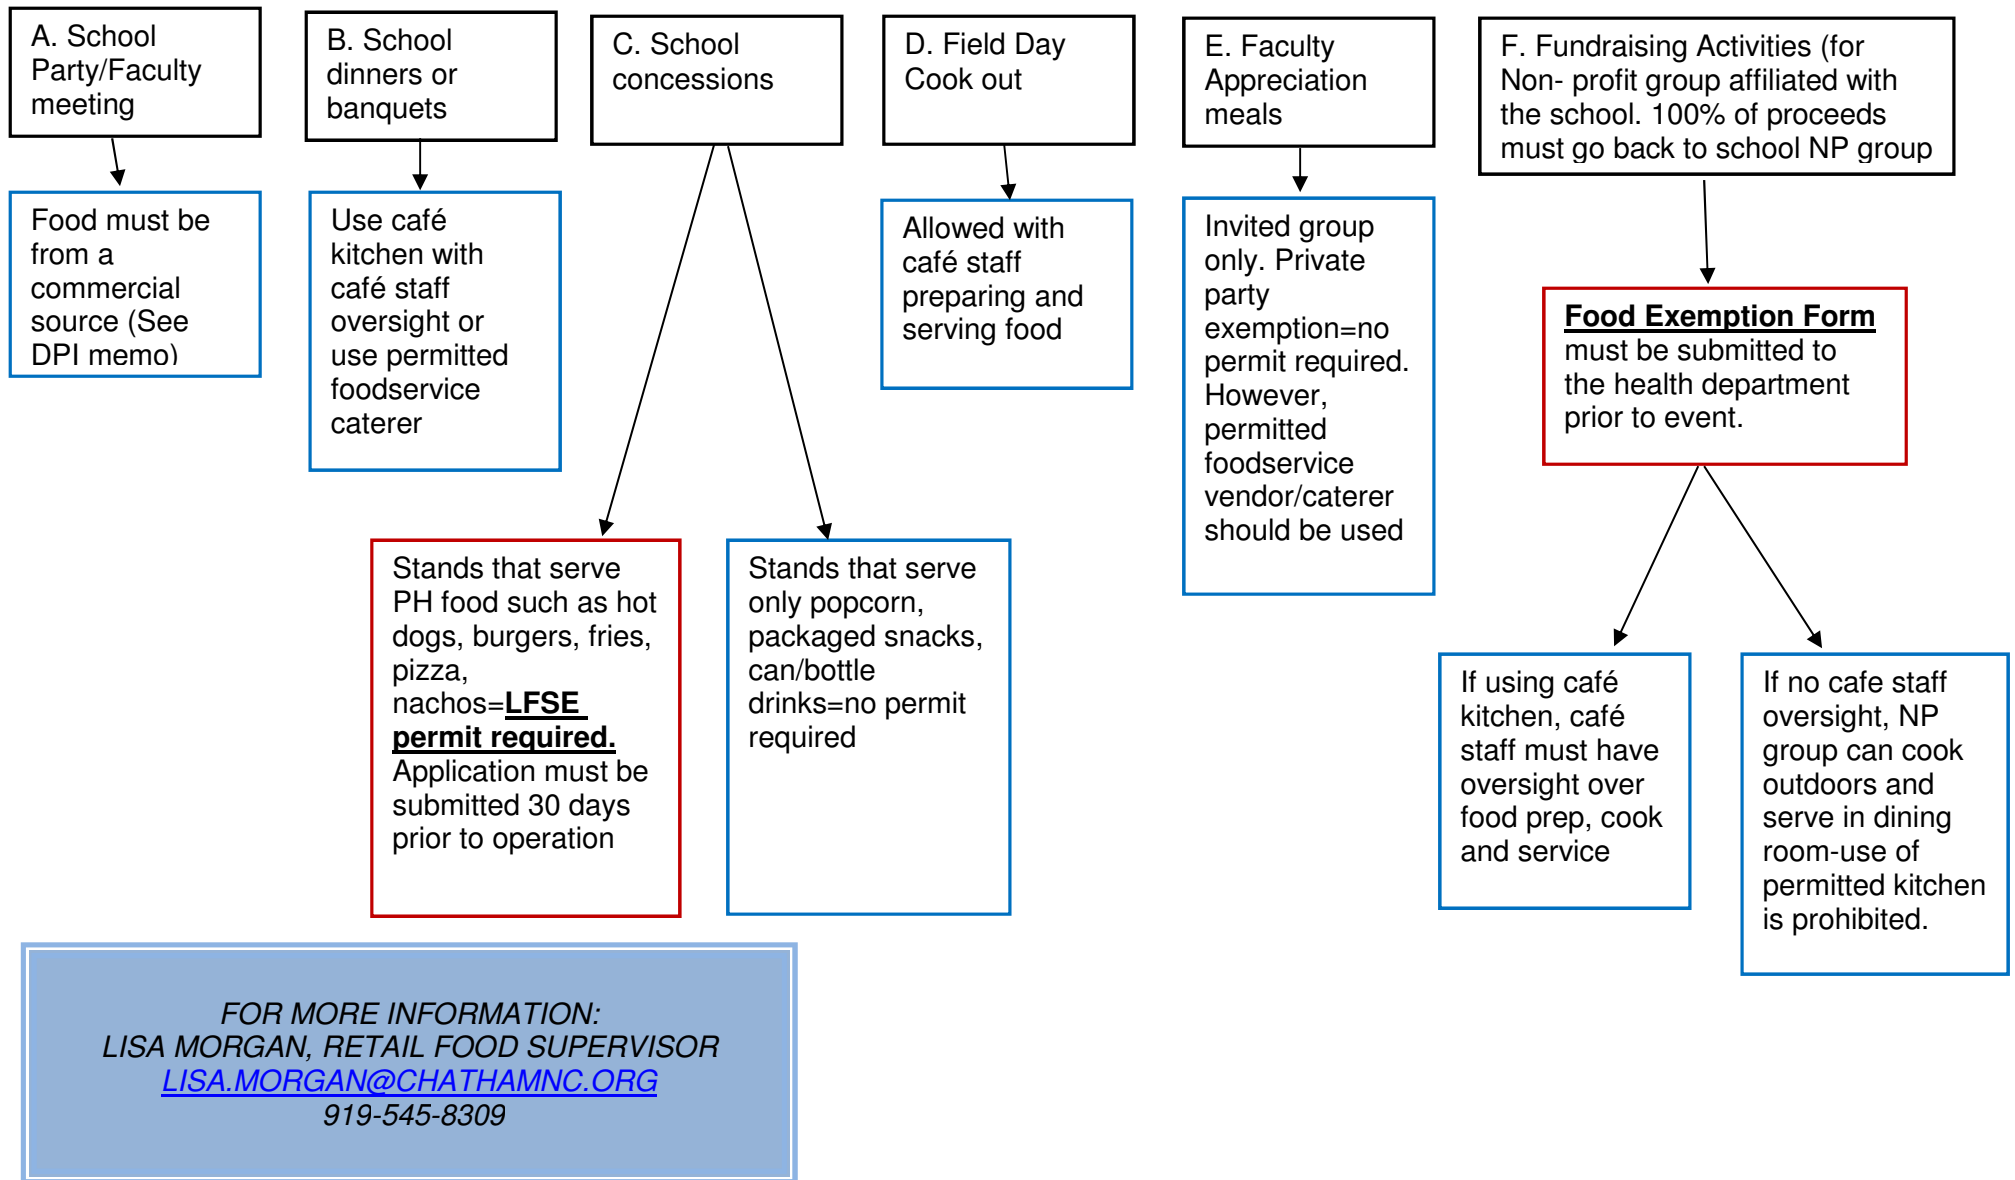 A. School
Party/Faculty
meeting
B. School
dinners or
banquets
C. School
concessions
D. Field Day
Cook out
E. Faculty
Appreciation
meals
F. Fundraising Activities (for
Non- profit group affiliated with
the school. 100% of proceeds
must go back to school NP group
Food must be
from a
commercial
source (See
DPI memo)
Use café
kitchen with
café staff
oversight or
use permitted
foodservice
caterer
Allowed with
café staff
preparing and
serving food
Invited group
only. Private
party
exemption=no
permit required.
However,
permitted
foodservice
vendor/caterer
should be used
Food Exemption Form
must be submitted to
the health department
prior to event.
Stands that serve
PH food such as hot
dogs, burgers, fries,
pizza,
nachos=LFSE
permit required.
Application must be
submitted 30 days
prior to operation
Stands that serve
only popcorn,
packaged snacks,
can/bottle
drinks=no permit
required
If using café
kitchen, café
staff must have
oversight over
food prep, cook
and service
If no cafe staff
oversight, NP
group can cook
outdoors and
serve in dining
room-use of
permitted kitchen
is prohibited.
FOR MORE INFORMATION:
LISA MORGAN, RETAIL FOOD SUPERVISOR
LISA.MORGAN@CHATHAMNC.ORG
919-545-8309